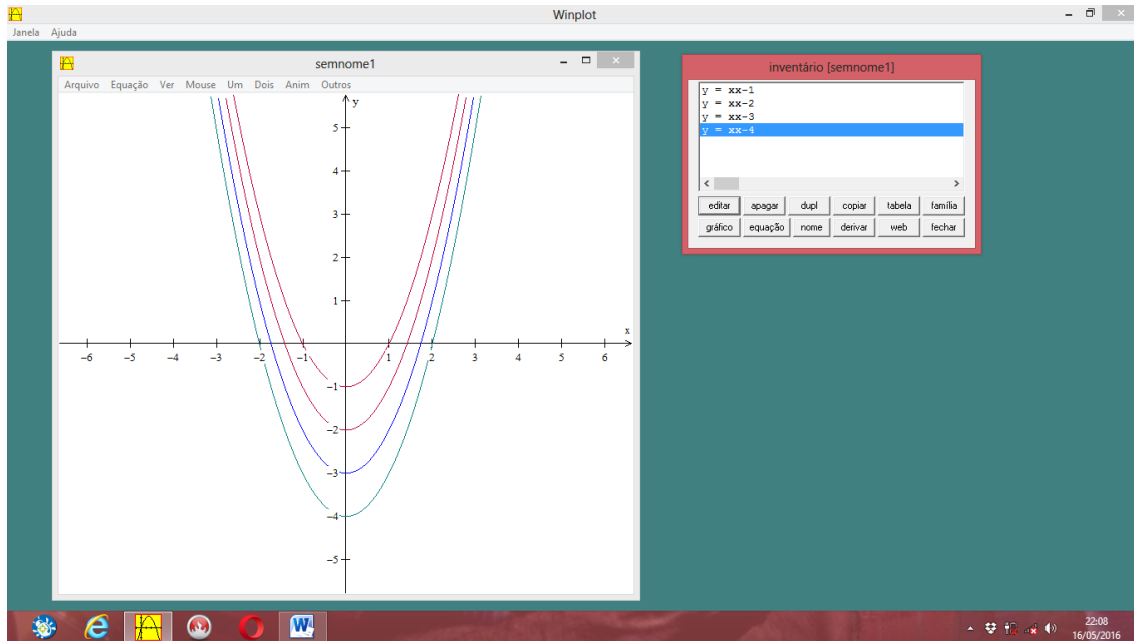 Winplot
Janela Ajuda
semnome1
Arquivo Equação Ver Mouse Um Dois Anim Outros
y
5
4
3
2
1
x
-6 -5 -4 -3 -2 -1 1 2 3 4 5 6
-1
-2
-3
-4
-5
inventário [semnome1]
y = xx-1
y = xx-2
y = xx-3
y = xx-4
editar apagar dupl copiar tabela família
gráfico equação nome derivar web fechar
22:08
16/05/2016